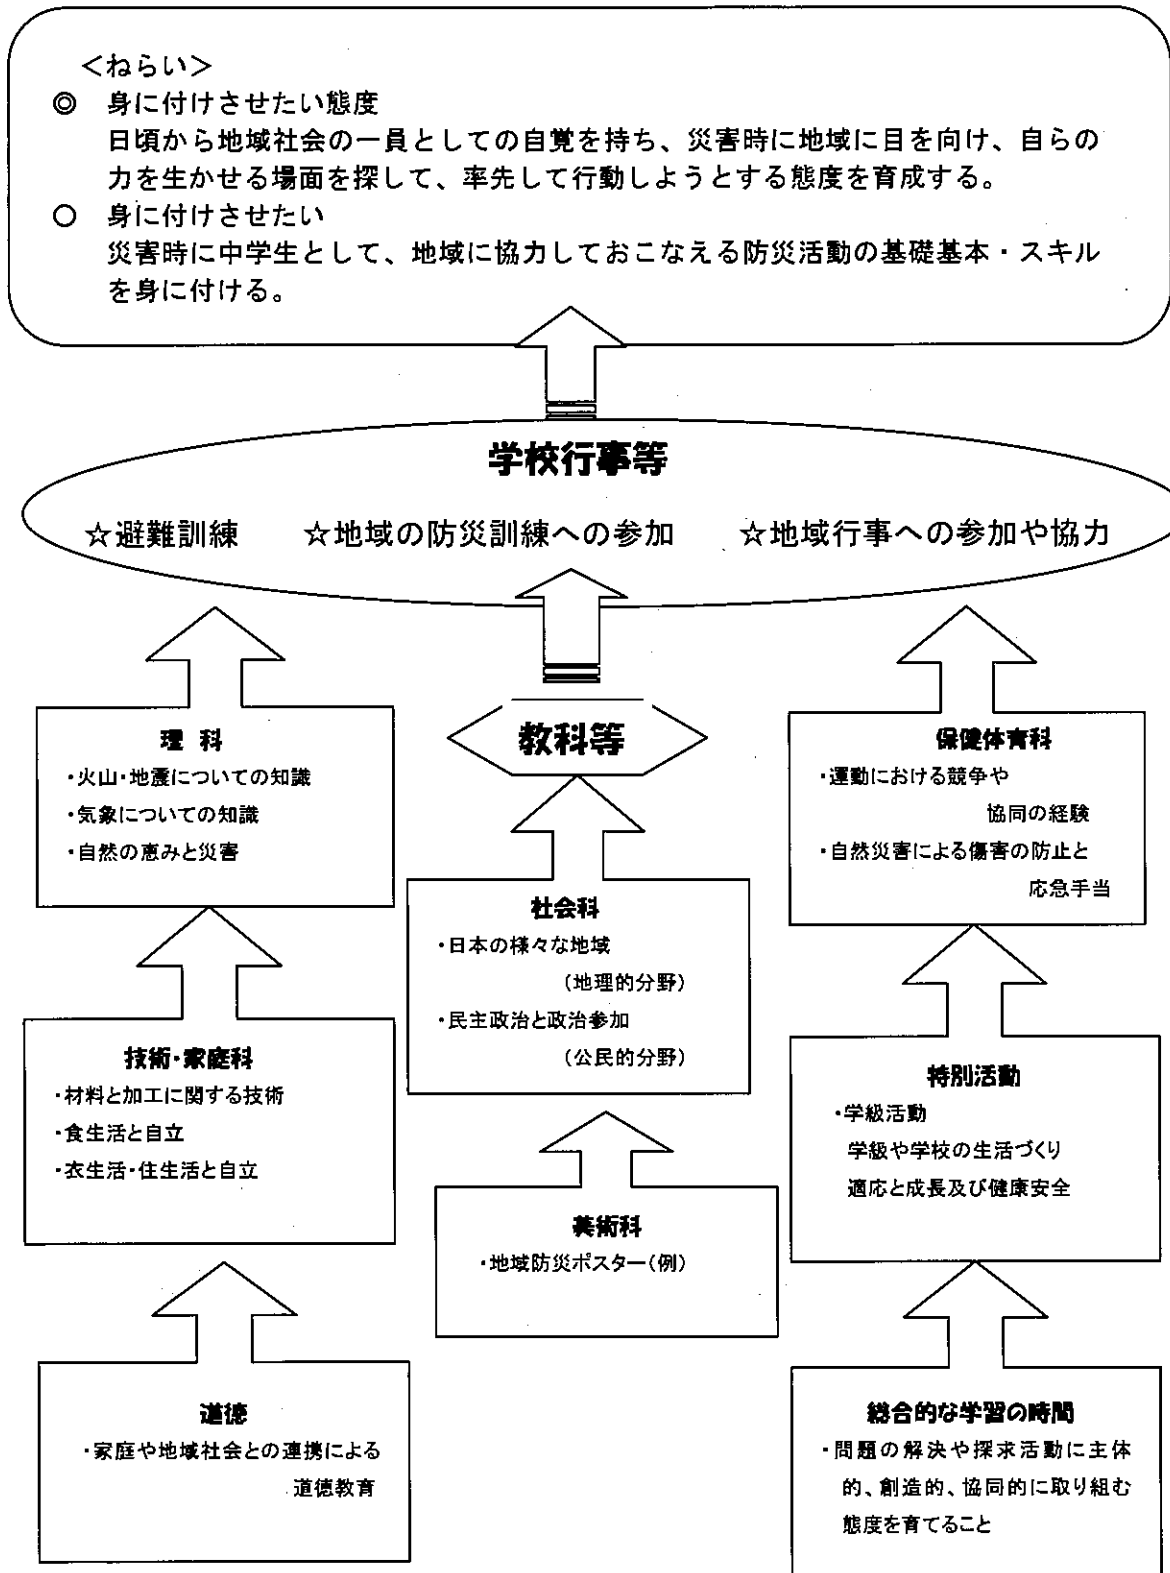 ＜ねらい＞
◎ 身に付けさせたい態度
日頃から地域社会の一員としての自覚を持ち、災害時に地域に目を向け、自らの
力を生かせる場面を探して、率先して行動しようとする態度を育成する。
○ 身に付けさせたい
災害時に中学生として、地域に協力しておこなえる防災活動の基礎基本・スキル
を身に付ける。
学校行事等
☆避難訓練 ☆地域の防災訓練への参加 ☆地域行事への参加や協力
教科等
理科
・火山・地震についての知識
・気象についての知識
・自然の恵みと災害
技術・家庭科
・材料と加工に関する技術
・食生活と自立
・衣生活・住生活と自立
道徳
・家庭や地域社会との連携による
道徳教育
社会科
・日本の様々な地域
（地理的分野）
・民主政治と政治参加
（公民的分野）
美術科
・地域防災ポスター（例）
保健体育科
・運動における競争や
協同の経験
・自然災害による傷害の防止と
応急手当
特別活動
・学級活動
学級や学校の生活づくり
適応と成長及び健康安全
総合的な学習の時間
・問題の解決や探求活動に主体
的、創造的、協同的に取り組む
態度を育てること